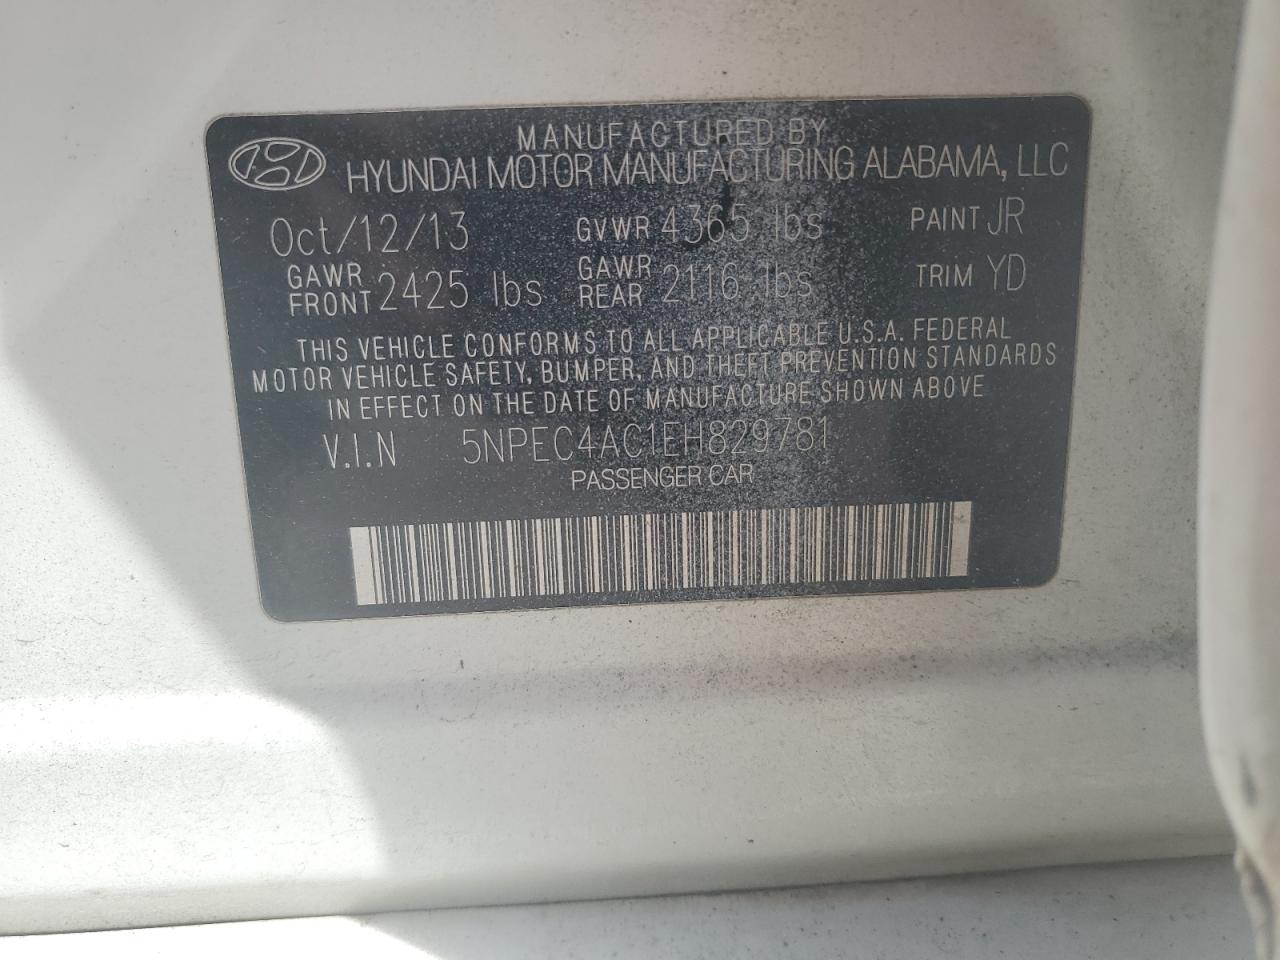 MANUFACTURED BY
HYUNDAI MOTOR MANUFACTURING ALABAMA, LLC
Oct/12/13 GVWR 4365 lbs PAINT JR
GAWR FRONT 2425 lbs GAWR REAR 2116 lbs TRIM YD
THIS VEHICLE CONFORMS TO ALL APPLICABLE U.S.A. FEDERAL
MOTOR VEHICLE SAFETY, BUMPER, AND THEFT PREVENTION STANDARDS
IN EFFECT ON THE DATE OF MANUFACTURE SHOWN ABOVE
V.I.N 5NPEC4AC1EH829781
PASSENGER CAR